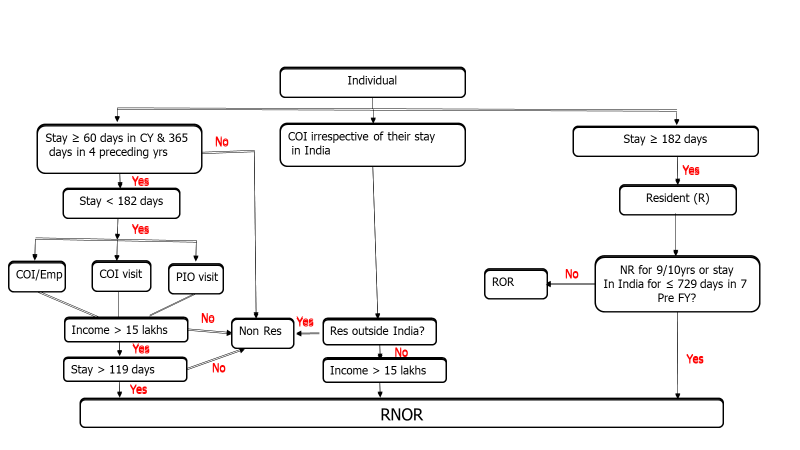 Individual
Stay ≥ 60 days in CY & 365
days in 4 preceding yrs
No
COI irrespective of their stay
in India
Stay ≥ 182 days
Yes
Yes
Stay < 182 days
Resident (R)
Yes
COI/Emp
COI visit
PIO visit
ROR
No
NR for 9/10yrs or stay
In India for ≤ 729 days in 7
Pre FY?
Income > 15 lakhs
No
Non Res
Yes
Res outside India?
Yes
No
Stay > 119 days
No
Income > 15 lakhs
Yes
Yes
RNOR